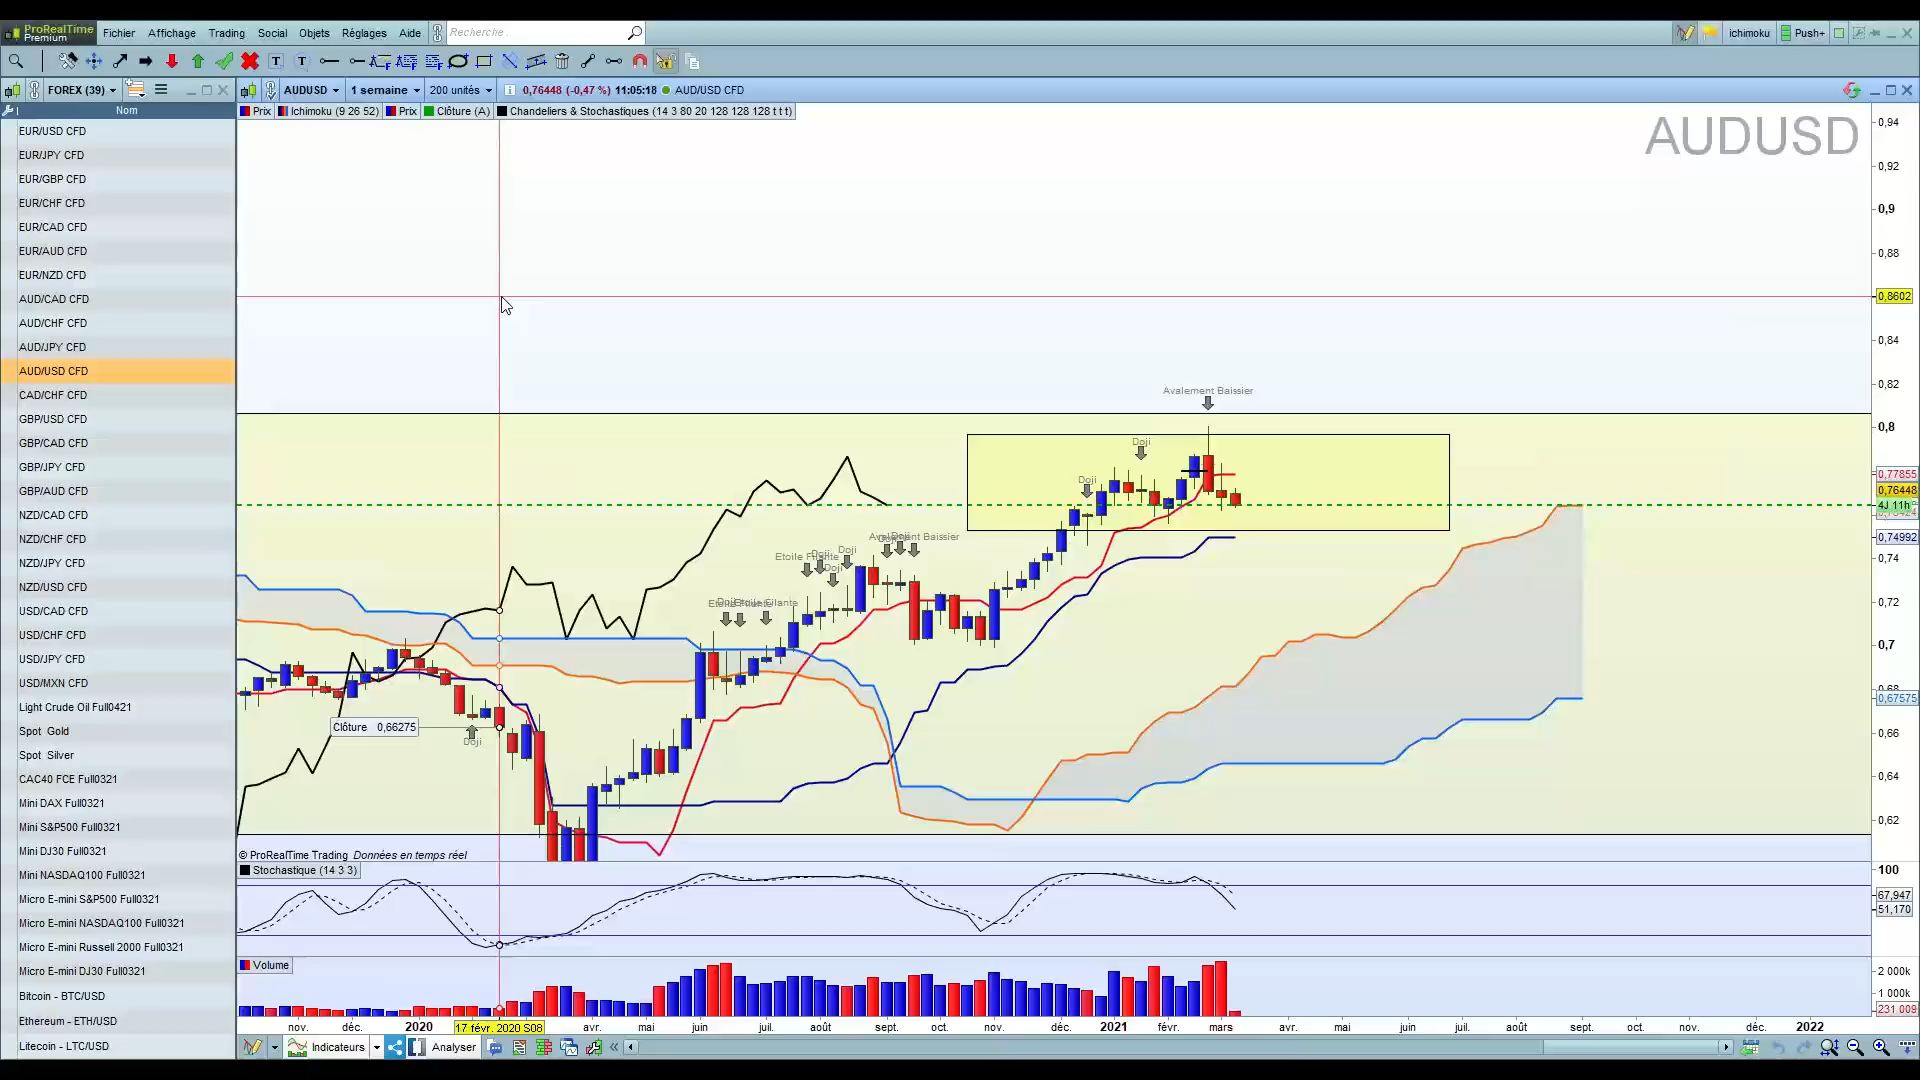 ProRealTime
Premium
Fichier Affichage Trading Social Objets Réglages Aide
Recherche
ichimoku
Push+
FOREX (39)
Nom
EUR/USD CFD
EUR/JPY CFD
EUR/GBP CFD
EUR/CHF CFD
EUR/CAD CFD
EUR/AUD CFD
EUR/NZD CFD
AUD/CAD CFD
AUD/CHF CFD
AUD/JPY CFD
AUD/USD CFD
CAD/CHF CFD
GBP/USD CFD
GBP/CAD CFD
GBP/JPY CFD
GBP/AUD CFD
NZD/CAD CFD
NZD/CHF CFD
NZD/JPY CFD
NZD/USD CFD
USD/CAD CFD
USD/CHF CFD
USD/JPY CFD
USD/MXN CFD
Light Crude Oil Full0421
Spot Gold
Spot Silver
CAC40 FCE Full0321
Mini DAX Full0321
Mini S&P500 Full0321
Mini DJ30 Full0321
Mini NASDAQ100 Full0321
Micro E-mini S&P500 Full0321
Micro E-mini NASDAQ100 Full0321
Micro E-mini Russell 2000 Full0321
Micro E-mini DJ30 Full0321
Bitcoin - BTC/USD
Ethereum - ETH/USD
Litecoin - LTC/USD
AUDUSD 1 semaine 200 unités 0,76448 (-0,47 %) 11:05:18 AUD/USD CFD
Prix Ichimoku (9 26 52) Prix Clôture (A) Chandeliers & Stochastiques (14 3 80 20 128 128 128 t t t)
AUDUSD
0,94
0,92
0,9
0,88
0,8602
0,84
0,82
0,8
0,77855
0,76448
4J 11h
0,74992
0,74
0,72
0,7
0,67575
0,66
0,64
0,62
Avalement Baissier
Doji
Doji
Doji
Doji
Clôture 0,66275
Doji
© ProRealTime Trading Données en temps réel
Stochastique (14 3 3)
100
67,947
51,170
Volume
2 000k
1 000k
231 009
nov. déc. 2020 17 févr. 2020 S08 avr. mai juin juil. août sept. oct. nov. déc. 2021 févr. mars avr. mai juin juil. août sept. oct. nov. déc. 2022
Indicateurs Analyser